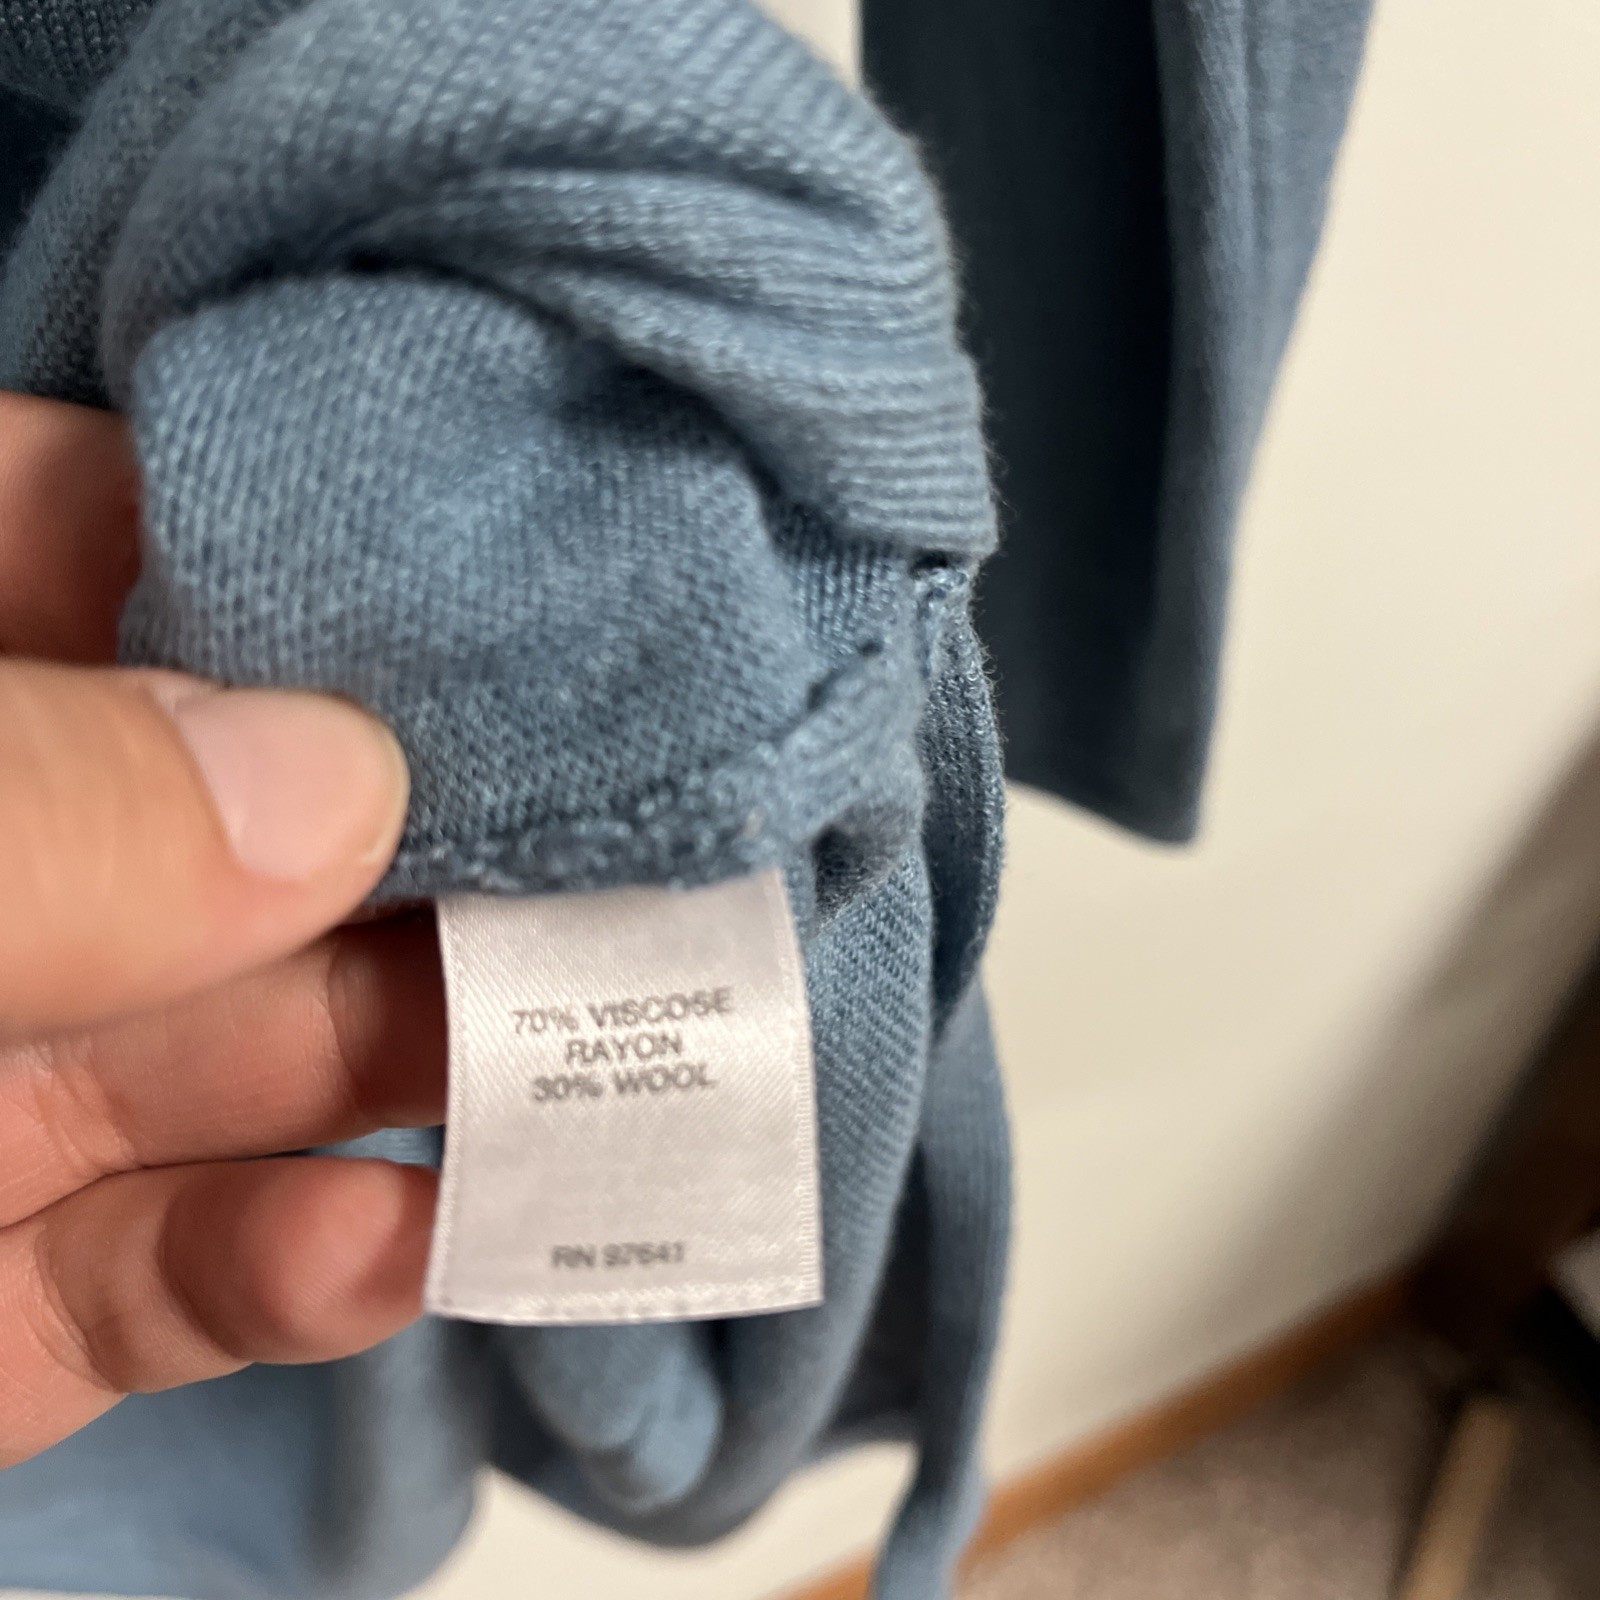 70% VISCOSE
RAYON
30% WOOL
RN 97641